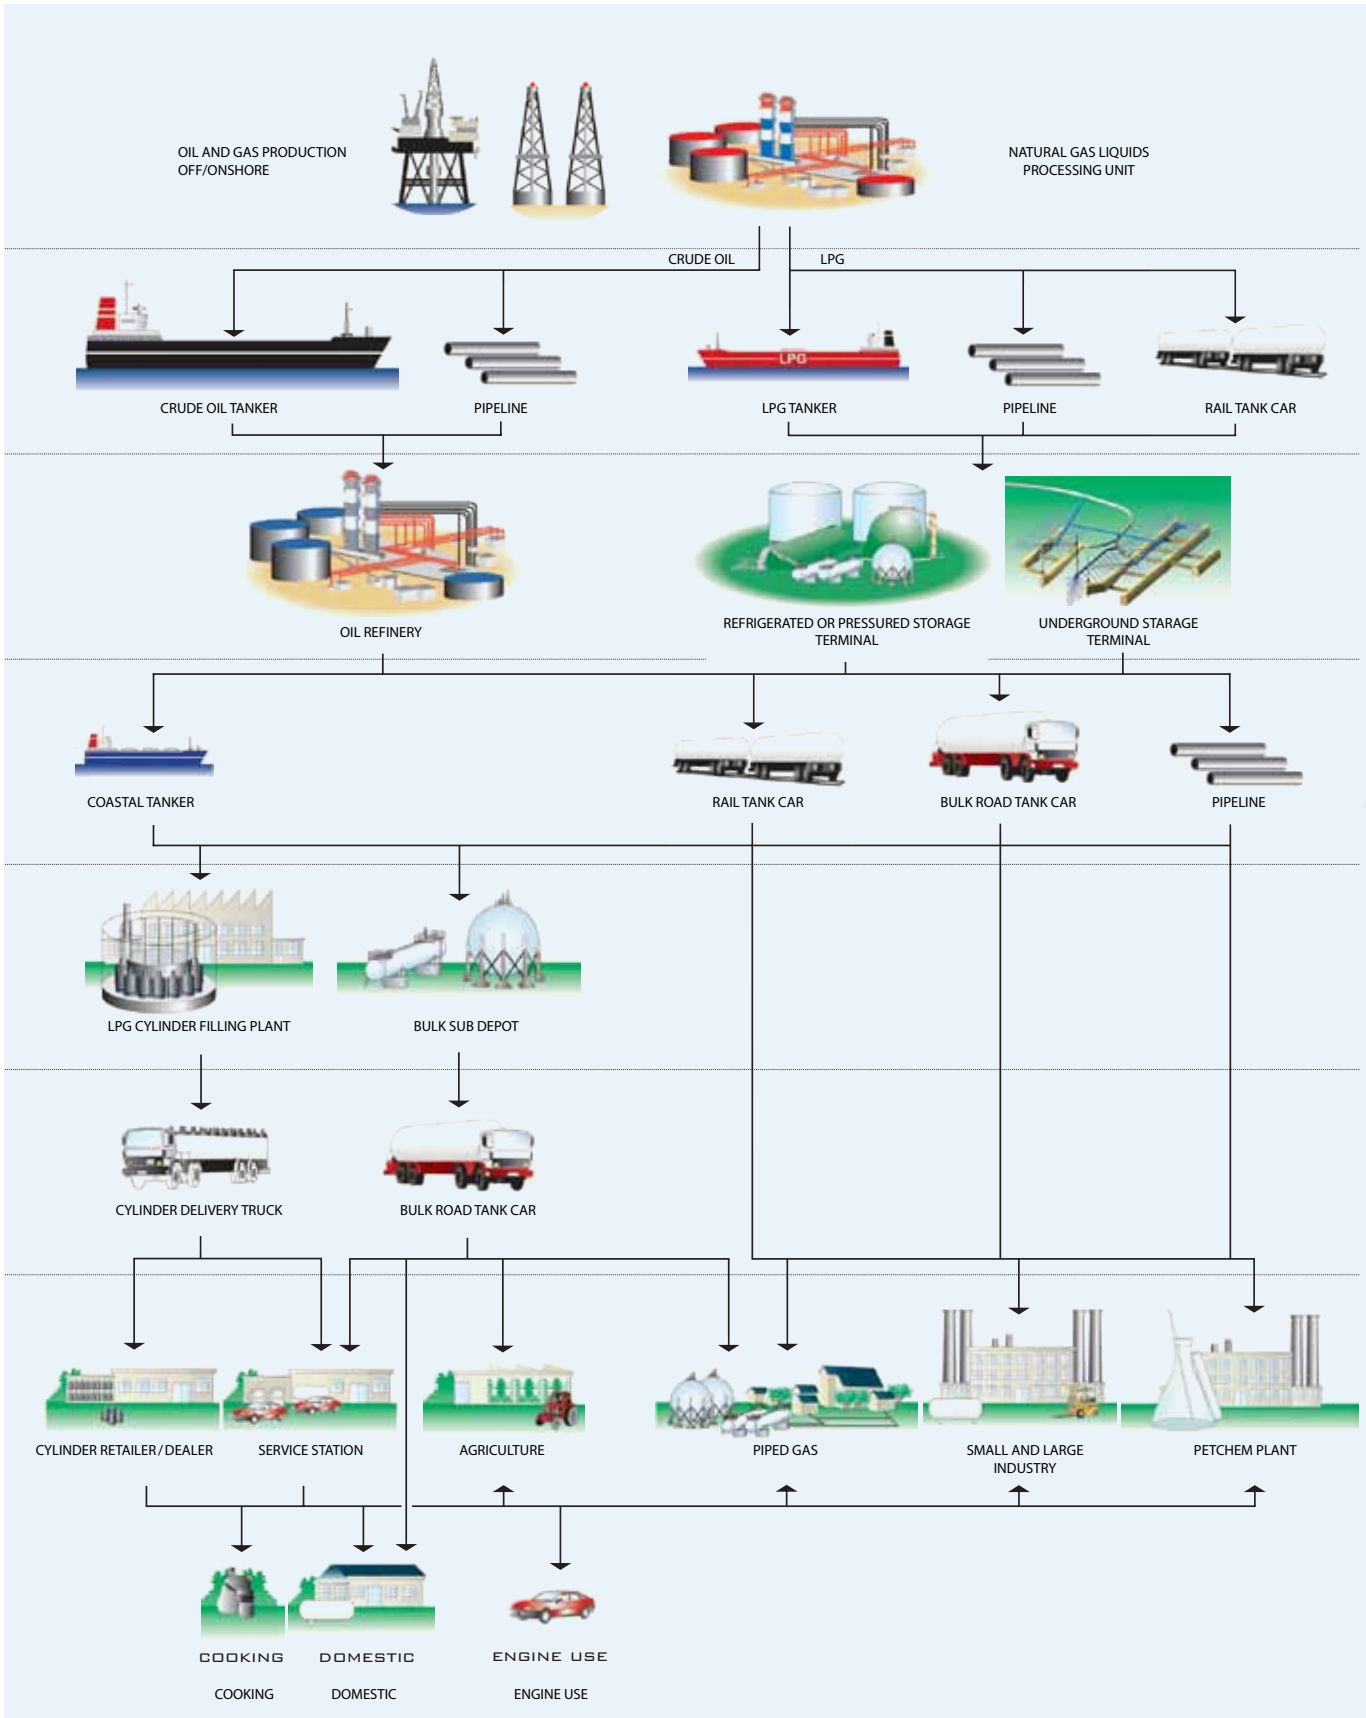 OIL AND GAS PRODUCTION
OFF/ONSHORE
NATURAL GAS LIQUIDS
PROCESSING UNIT
CRUDE OIL
LPG
LPG
CRUDE OIL TANKER
PIPELINE
LPG TANKER
PIPELINE
RAIL TANK CAR
OIL REFINERY
REFRIGERATED OR PRESSURED STORAGE
TERMINAL
UNDERGROUND STARAGE
TERMINAL
COASTAL TANKER
RAIL TANK CAR
BULK ROAD TANK CAR
PIPELINE
LPG CYLINDER FILLING PLANT
BULK SUB DEPOT
CYLINDER DELIVERY TRUCK
BULK ROAD TANK CAR
CYLINDER RETAILER/DEALER
SERVICE STATION
AGRICULTURE
PIPED GAS
SMALL AND LARGE
INDUSTRY
PETCHEM PLANT
COOKING
DOMESTIC
ENGINE USE
COOKING
DOMESTIC
ENGINE USE